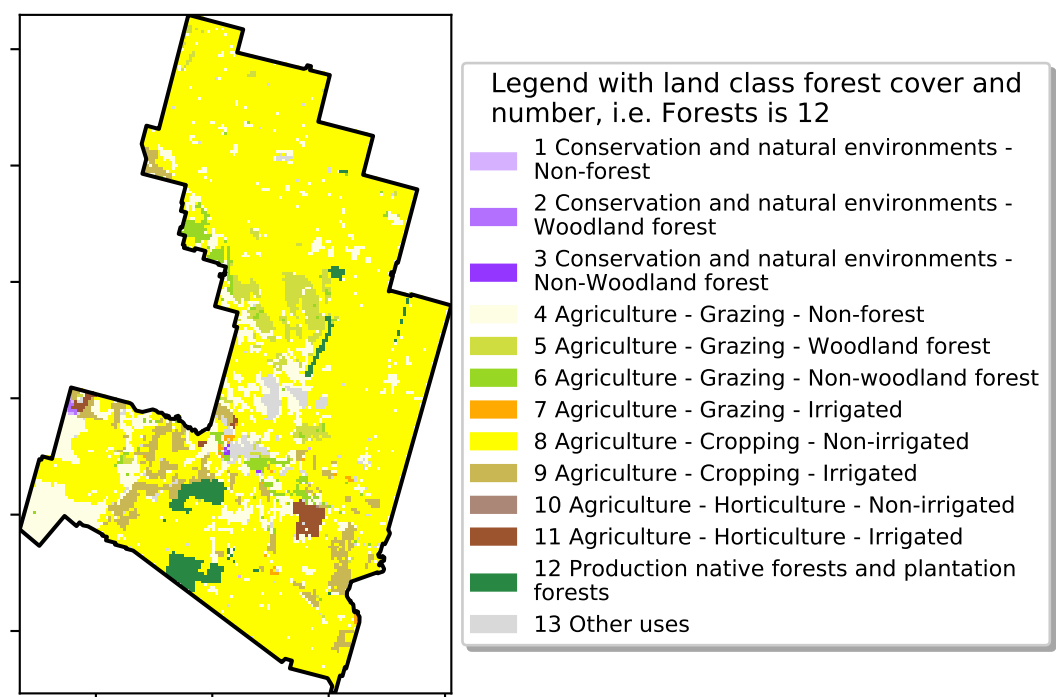 Legend with land class forest cover and
number, i.e. Forests is 12
1 Conservation and natural environments -
Non-forest
2 Conservation and natural environments -
Woodland forest
3 Conservation and natural environments -
Non-Woodland forest
4 Agriculture - Grazing - Non-forest
5 Agriculture - Grazing - Woodland forest
6 Agriculture - Grazing - Non-woodland forest
7 Agriculture - Grazing - Irrigated
8 Agriculture - Cropping - Non-irrigated
9 Agriculture - Cropping - Irrigated
10 Agriculture - Horticulture - Non-irrigated
11 Agriculture - Horticulture - Irrigated
12 Production native forests and plantation
forests
13 Other uses